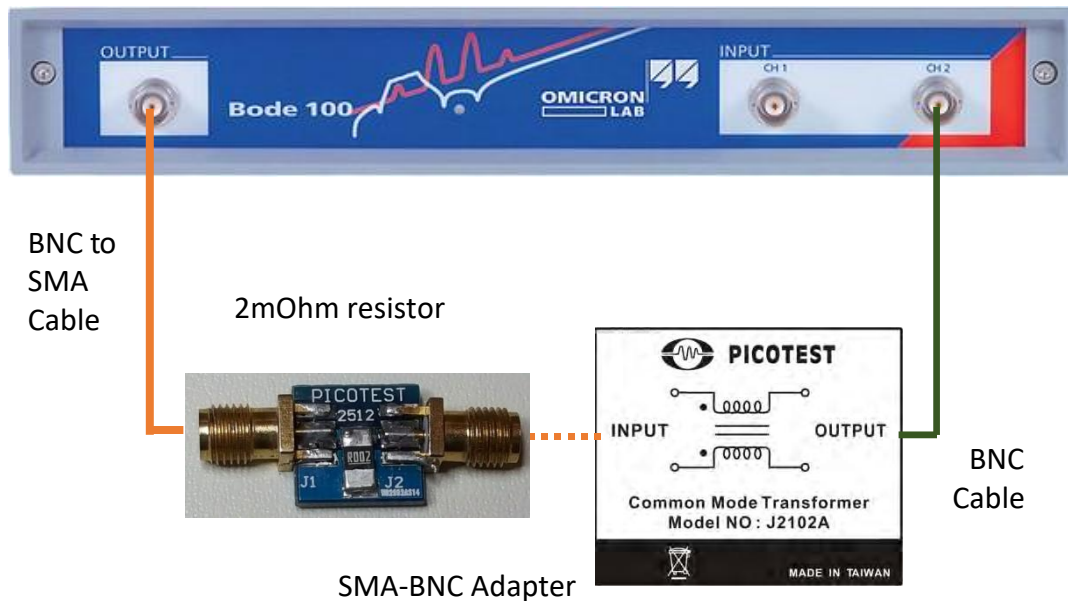 OUTPUT
INPUT
CH 1
CH 2
Bode 100
OMICRON
LAB
BNC to
SMA
Cable
2mOhm resistor
PICOTEST
2512
R002
J1
J2
PICOTEST
INPUT
OUTPUT
Common Mode Transformer
Model NO : J2102A
MADE IN TAIWAN
BNC
Cable
SMA-BNC Adapter